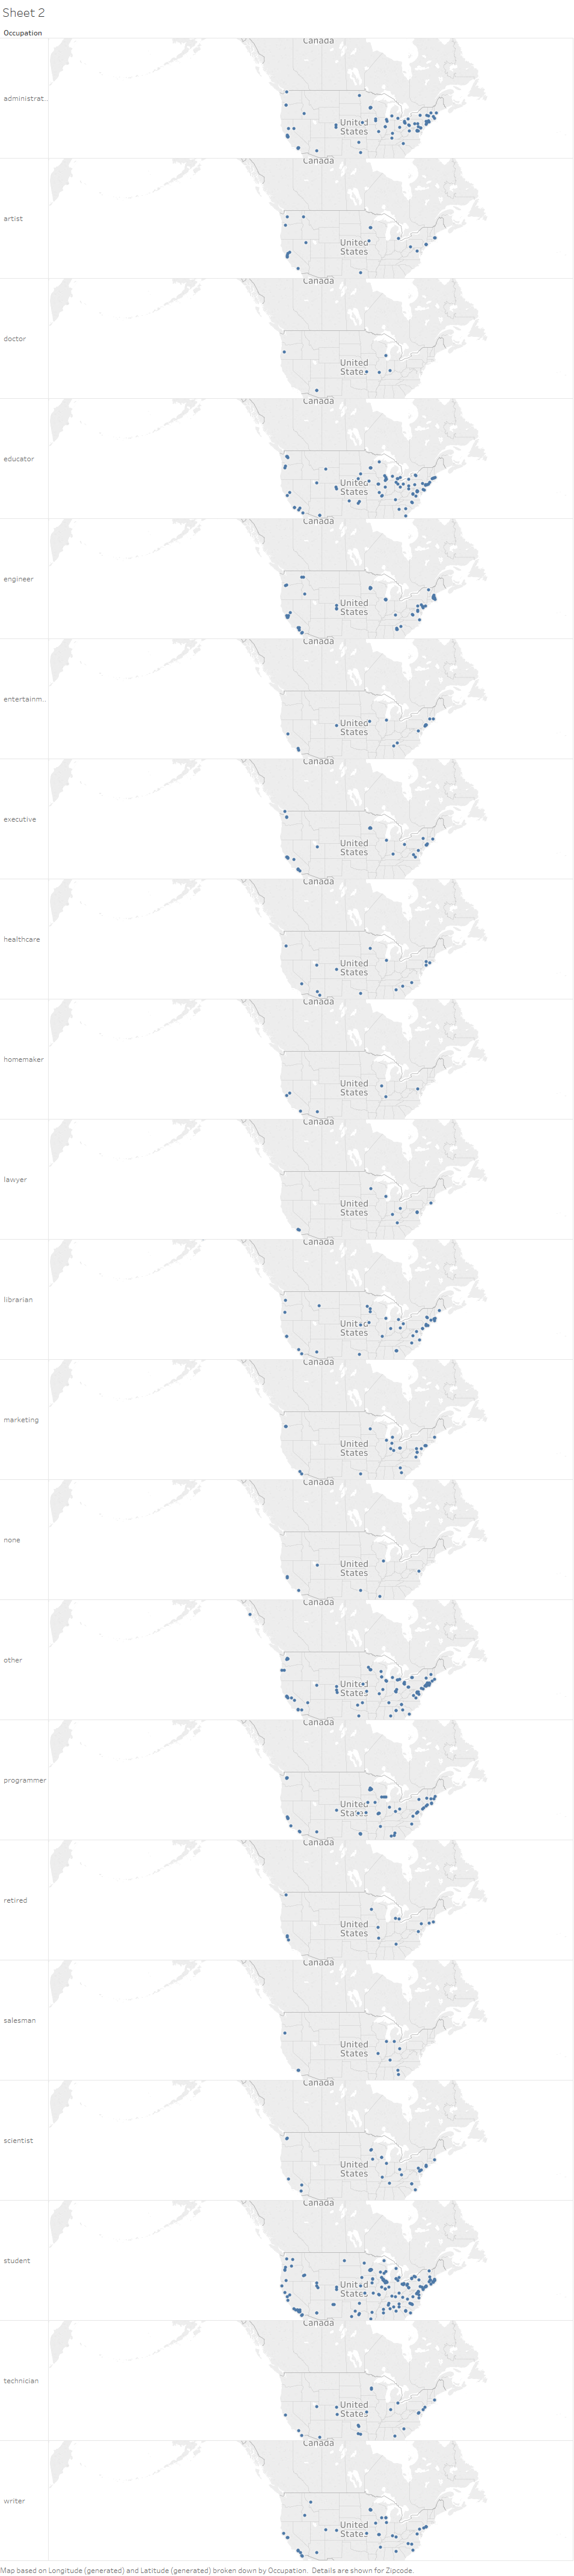 Sheet 2
Occupation
Canada
administrat..
United
States
Canada
artist
United
States
Canada
doctor
United
States
Canada
educator
United
States
Canada
engineer
United
States
Canada
entertainm..
United
States
Canada
executive
United
States
Canada
healthcare
United
States
Canada
homemaker
United
States
Canada
lawyer
United
States
Canada
librarian
United
States
Canada
marketing
United
States
Canada
none
United
States
Canada
other
United
States
Canada
programmer
United
States
Canada
retired
United
States
Canada
salesman
United
States
Canada
scientist
United
States
Canada
student
United
States
Canada
technician
United
States
Canada
writer
United
States
Map based on Longitude (generated) and Latitude (generated) broken down by Occupation. Details are shown for Zipcode.